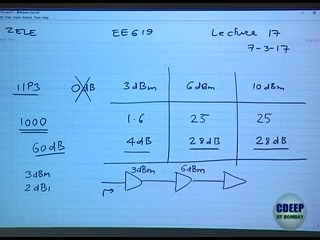 ZELE EE619 Lecture 17
7-3-17
IIP3 0dB 3dBm 6dBm 10dBm
1000 1.6 25 25
60dB 4dB 28dB 28dB
3dBm 6dBm
3dBm
2dB
CDEEP
IIT BOMBAY